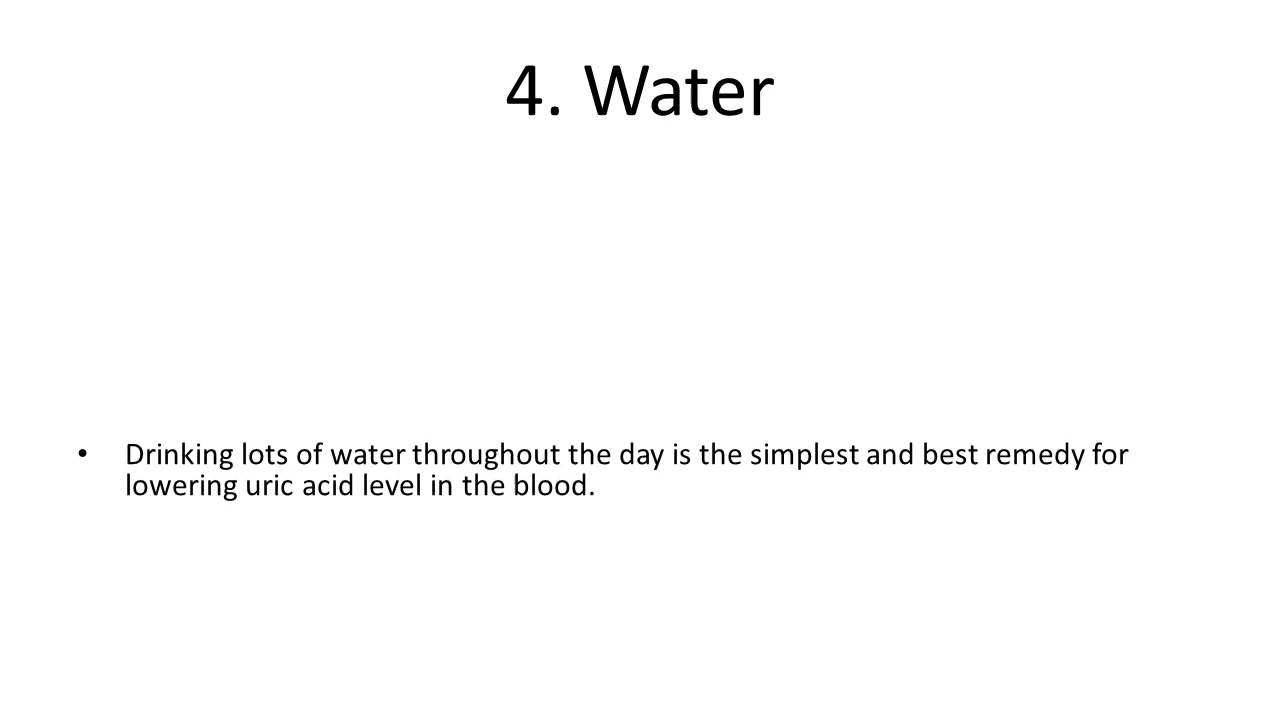 4. Water
• Drinking lots of water throughout the day is the simplest and best remedy for
lowering uric acid level in the blood.